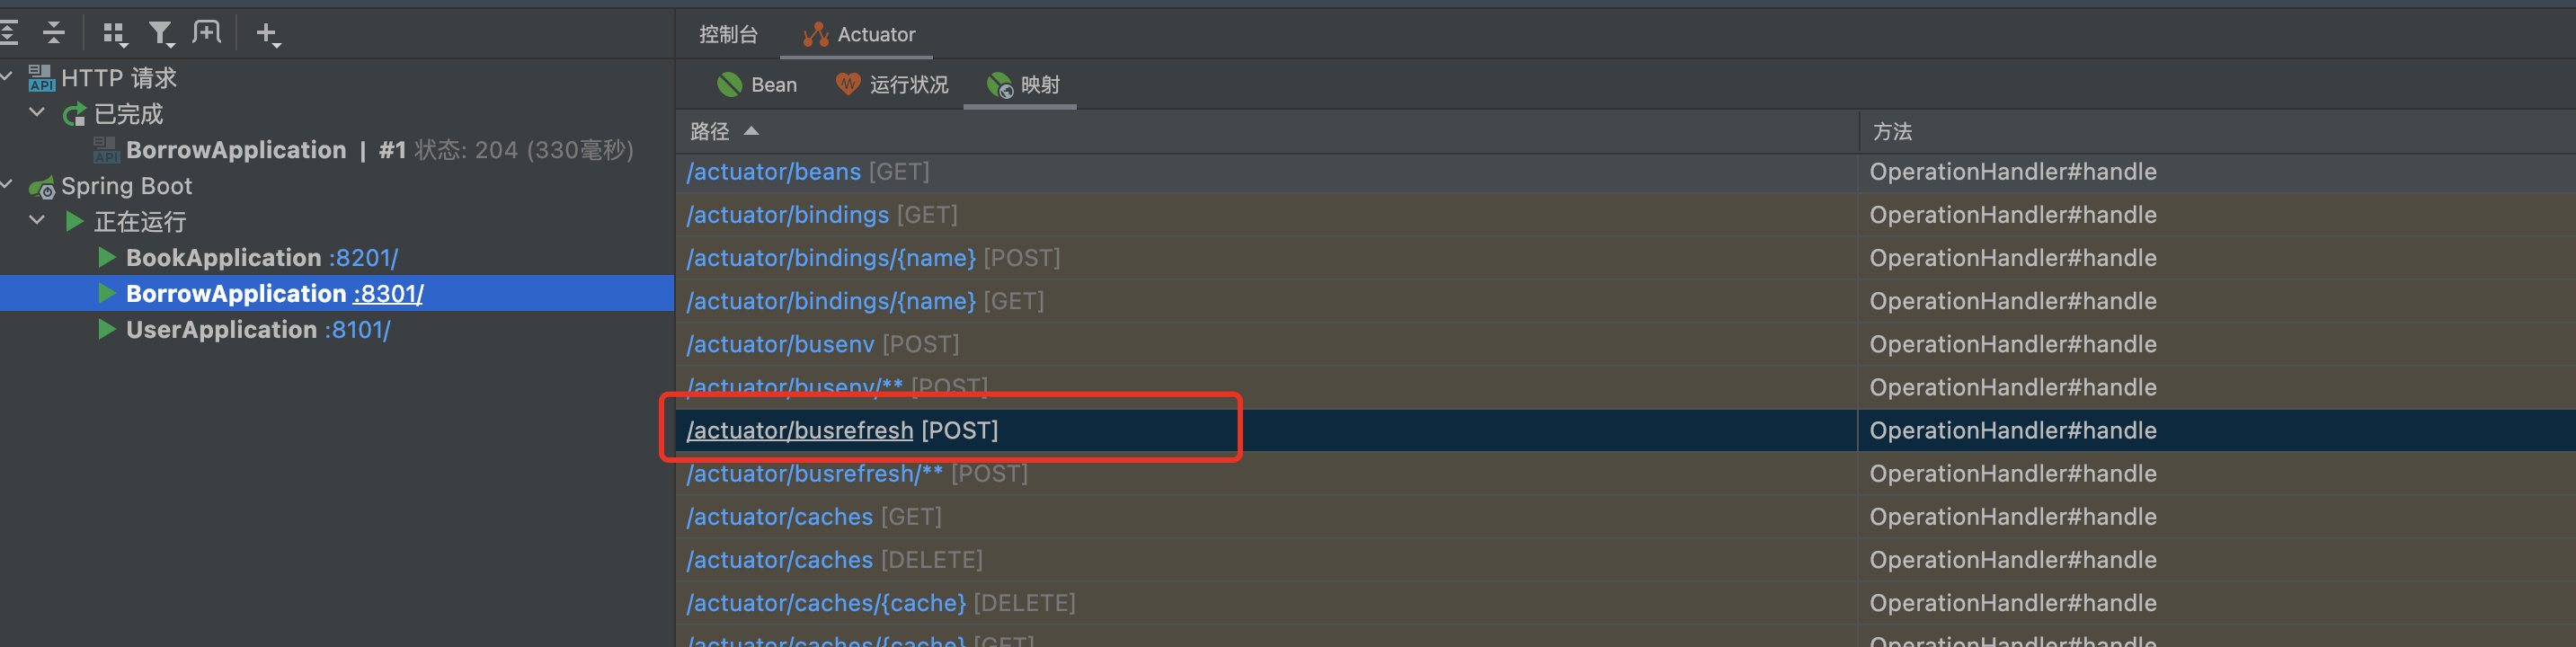 HTTP 请求
已完成
BorrowApplication | #1 状态: 204 (330毫秒)
Spring Boot
正在运行
BookApplication :8201/
BorrowApplication :8301/
UserApplication :8101/
控制台 Actuator
Bean 运行状况 映射
路径 方法
/actuator/beans [GET] OperationHandler#handle
/actuator/bindings [GET] OperationHandler#handle
/actuator/bindings/{name} [POST] OperationHandler#handle
/actuator/bindings/{name} [GET] OperationHandler#handle
/actuator/busenv [POST] OperationHandler#handle
/actuator/busenv/** [POST] OperationHandler#handle
/actuator/busrefresh [POST] OperationHandler#handle
/actuator/busrefresh/** [POST] OperationHandler#handle
/actuator/caches [GET] OperationHandler#handle
/actuator/caches [DELETE] OperationHandler#handle
/actuator/caches/{cache} [DELETE] OperationHandler#handle
/actuator/caches/{cache} [GET] OperationHandler#handle